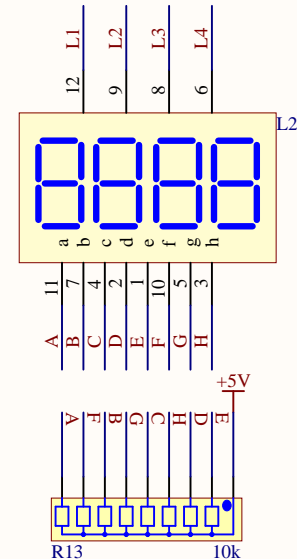 L1 L2 L3 L4
12 9 8 6
L2
a b c d e f g h
11 7 4 2 1 10 5 3
A B C D E F G H
+5V
A F B G C H D E
R13 10k